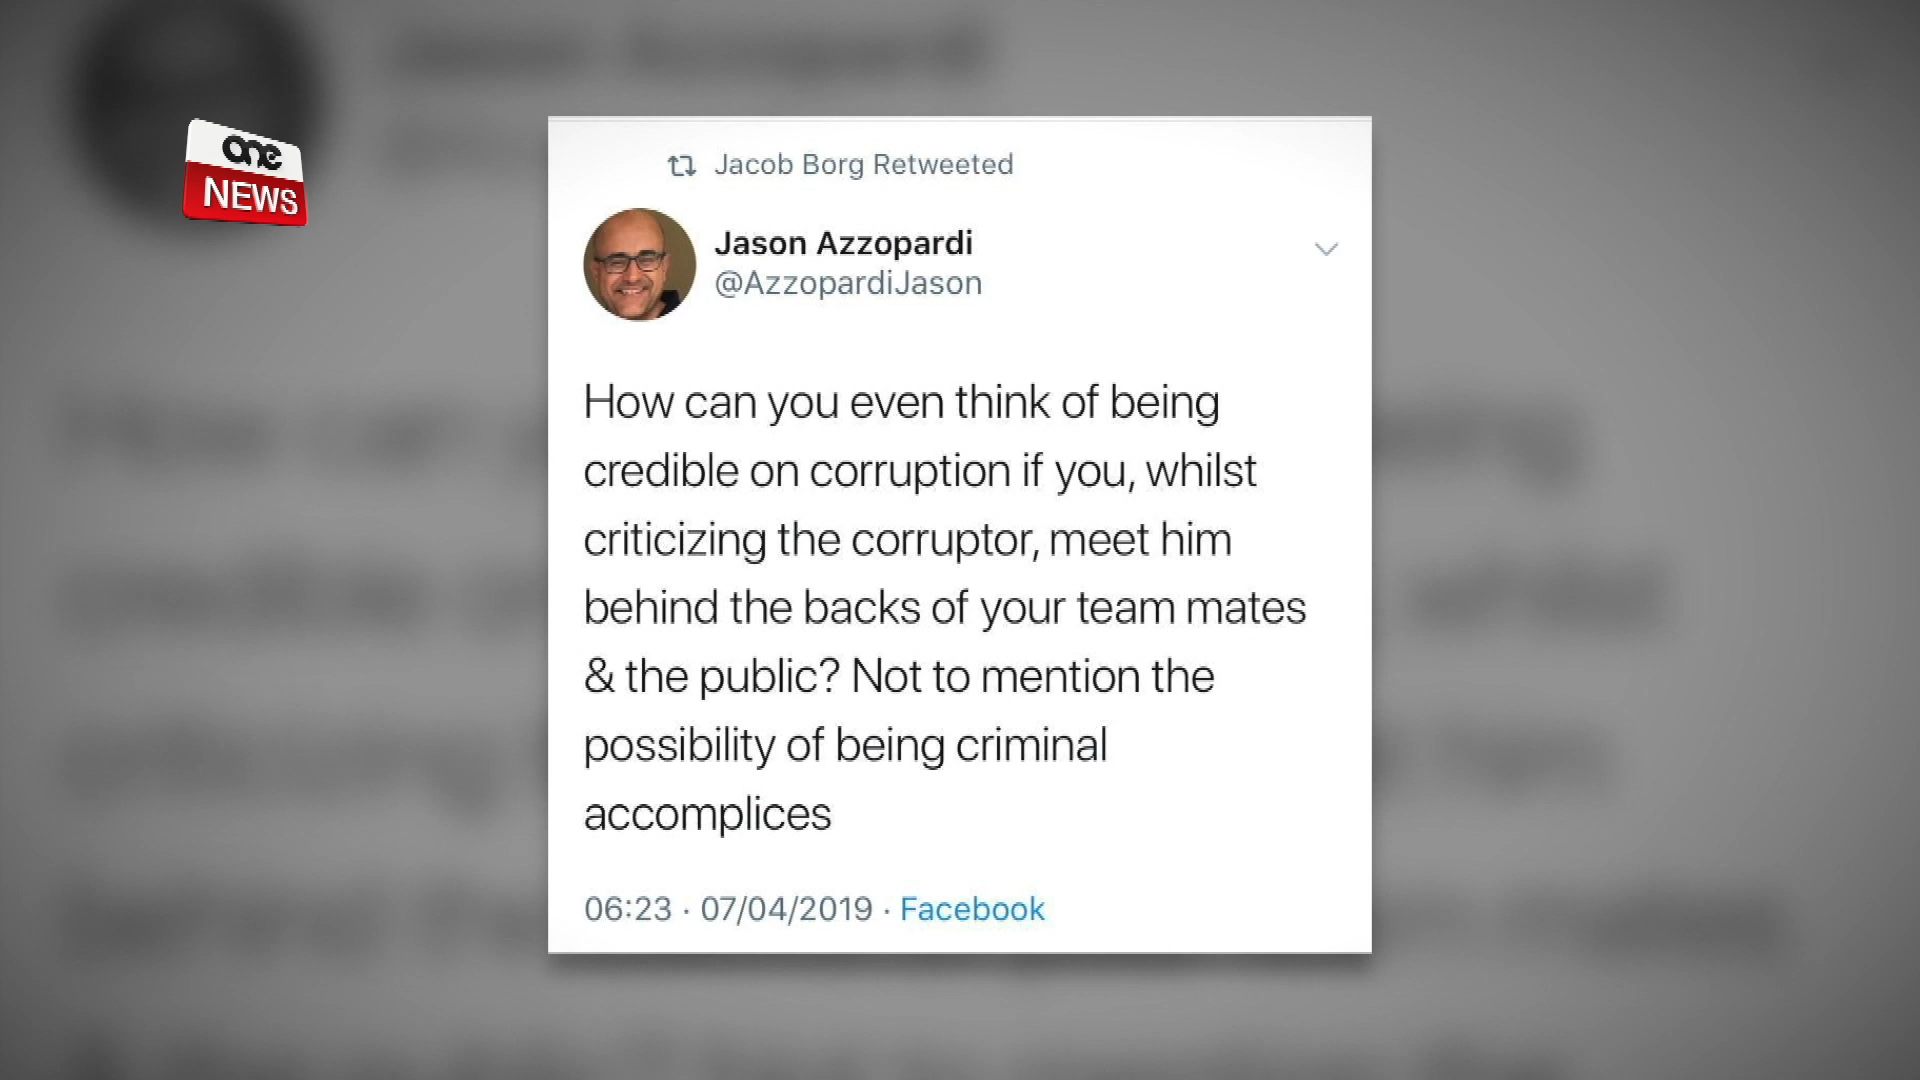 one
NEWS
Jacob Borg Retweeted
Jason Azzopardi
@AzzopardiJason
How can you even think of being
credible on corruption if you, whilst
criticizing the corruptor, meet him
behind the backs of your team mates
& the public? Not to mention the
possibility of being criminal
accomplices
06:23 · 07/04/2019 · Facebook